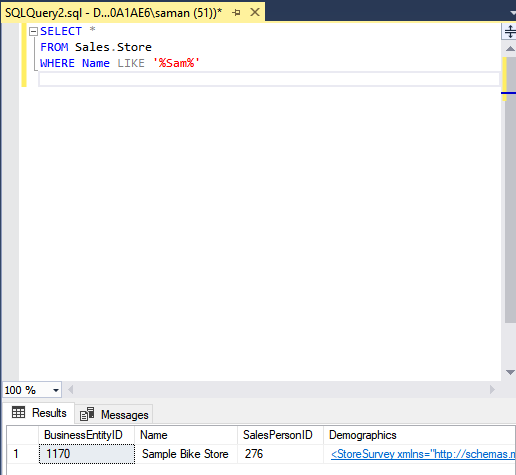 SQLQuery2.sql - D...0A1AE6\saman (51))*
SELECT *
FROM Sales.Store
WHERE Name LIKE '%Sam%'
100 %
Results Messages
BusinessEntityID Name SalesPersonID Demographics
1 1170 Sample Bike Store 276 <StoreSurvey xmlns="http://schemas.m